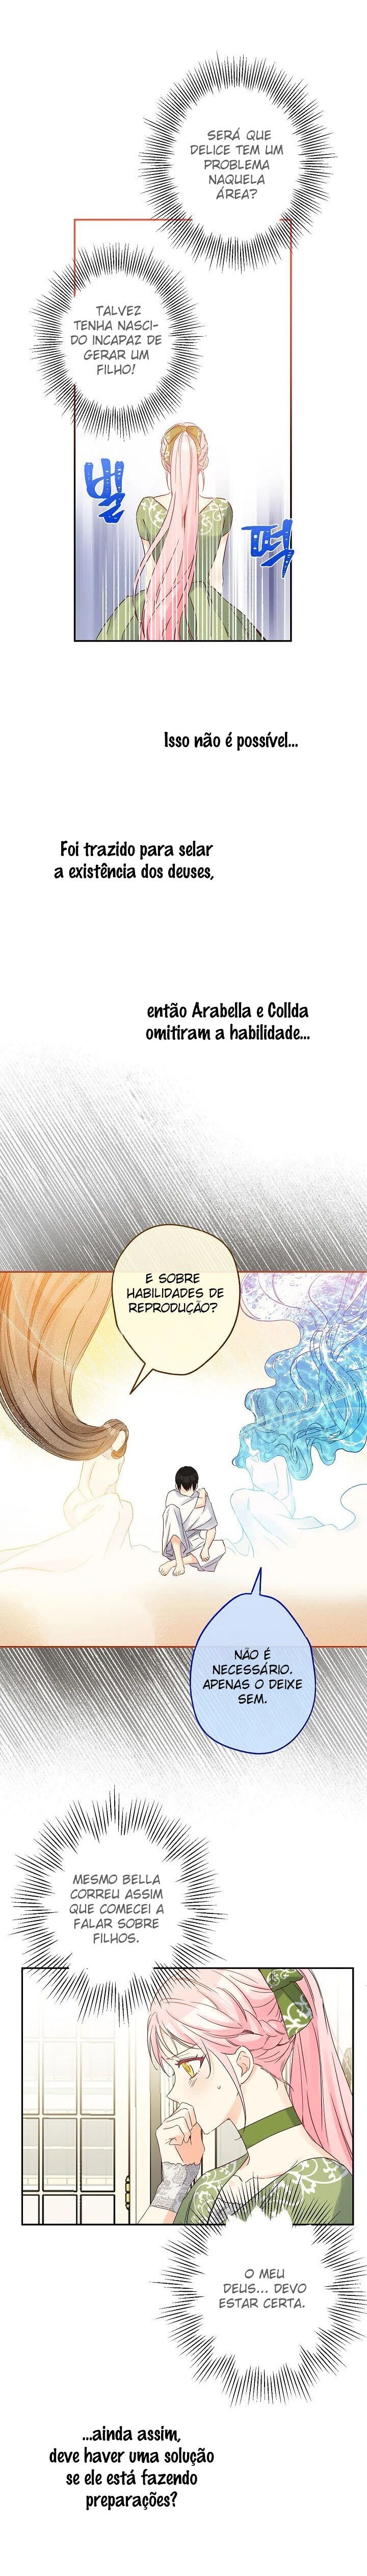 SERÁ QUE
DELICE TEM UM
PROBLEMA
NAQUELA
ÁREA?
TALVEZ
TENHA NASCI-
DO INCAPAZ DE
GERAR UM
FILHO!
벌
떡
Isso não é possível...
Foi trazido para selar
a existência dos deuses,
então Arabella e Collda
omitiram a habilidade...
E SOBRE
HABILIDADES DE
REPRODUÇÃO?
NÃO É
NECESSÁRIO.
APENAS O DEIXE
SEM.
MESMO BELLA
CORREU ASSIM
QUE COMECEI A
FALAR SOBRE
FILHOS.
O MEU
DEUS... DEVO
ESTAR CERTA.
...ainda assim,
deve haver uma solução
se ele está fazendo
preparações?